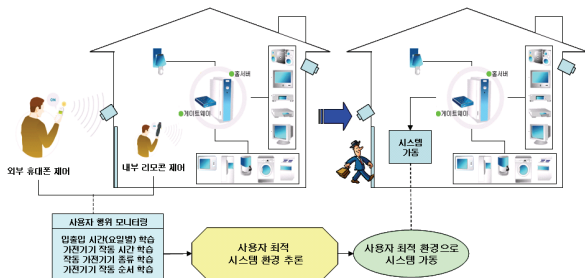 홈서버
게이트웨이
외부 휴대폰 제어
내부 리모콘 제어
홈서버
게이트웨이
시스템
가동
사용자 행위 모니터링
입출입 시간(요일별) 학습
가전기기 작동 시간 학습
작동 가전기기 종류 학습
가전기기 작동 순서 학습
사용자 최적
시스템 환경 추론
사용자 최적 환경으로
시스템 가동